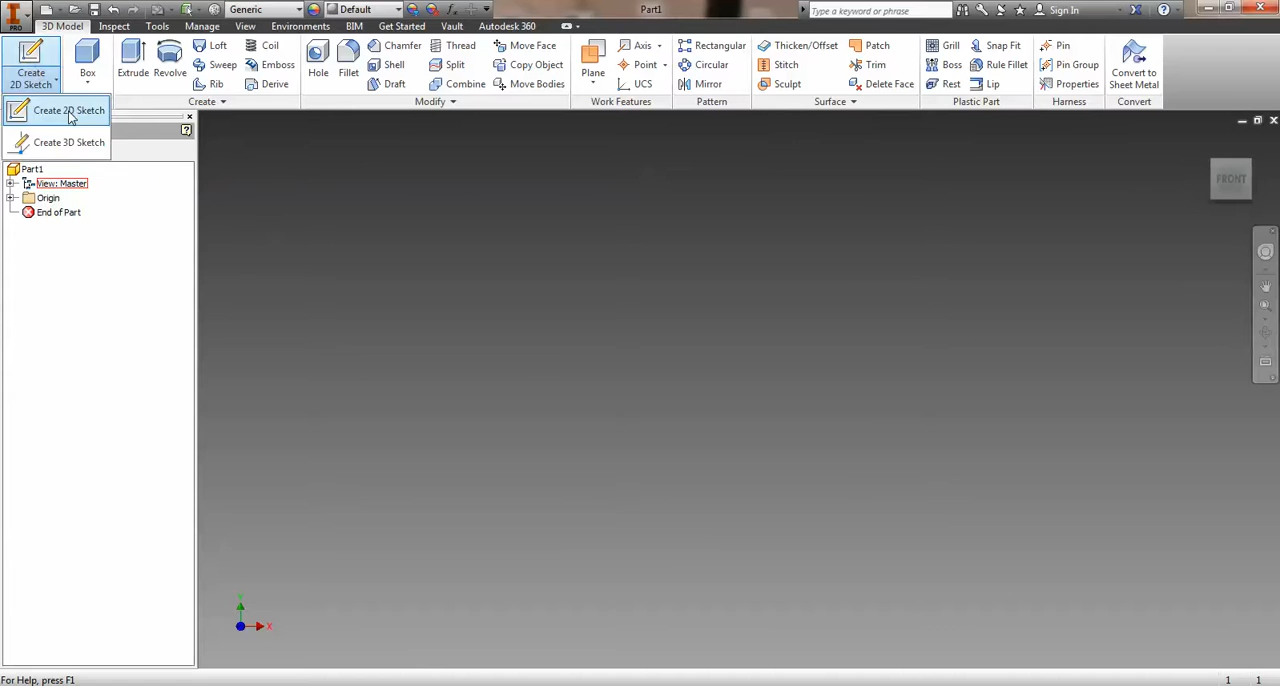 PRO
Generic
Default
Part1
Type a keyword or phrase
Sign In
3D Model Inspect Tools Manage View Environments BIM Get Started Vault Autodesk 360
Create
2D Sketch
Box
Extrude
Revolve
Loft
Sweep
Rib
Coil
Emboss
Derive
Hole
Fillet
Chamfer
Shell
Draft
Thread
Split
Combine
Move Face
Copy Object
Move Bodies
Plane
Axis
Point
UCS
Rectangular
Circular
Mirror
Thicken/Offset
Stitch
Sculpt
Patch
Trim
Delete Face
Grill
Boss
Rest
Snap Fit
Rule Fillet
Lip
Pin
Pin Group
Properties
Convert to
Sheet Metal
Create Modify Work Features Pattern Surface Plastic Part Harness Convert
Create 2D Sketch
Create 3D Sketch
Part1
View: Master
Origin
End of Part
FRONT
Y
X
For Help, press F1
1 1